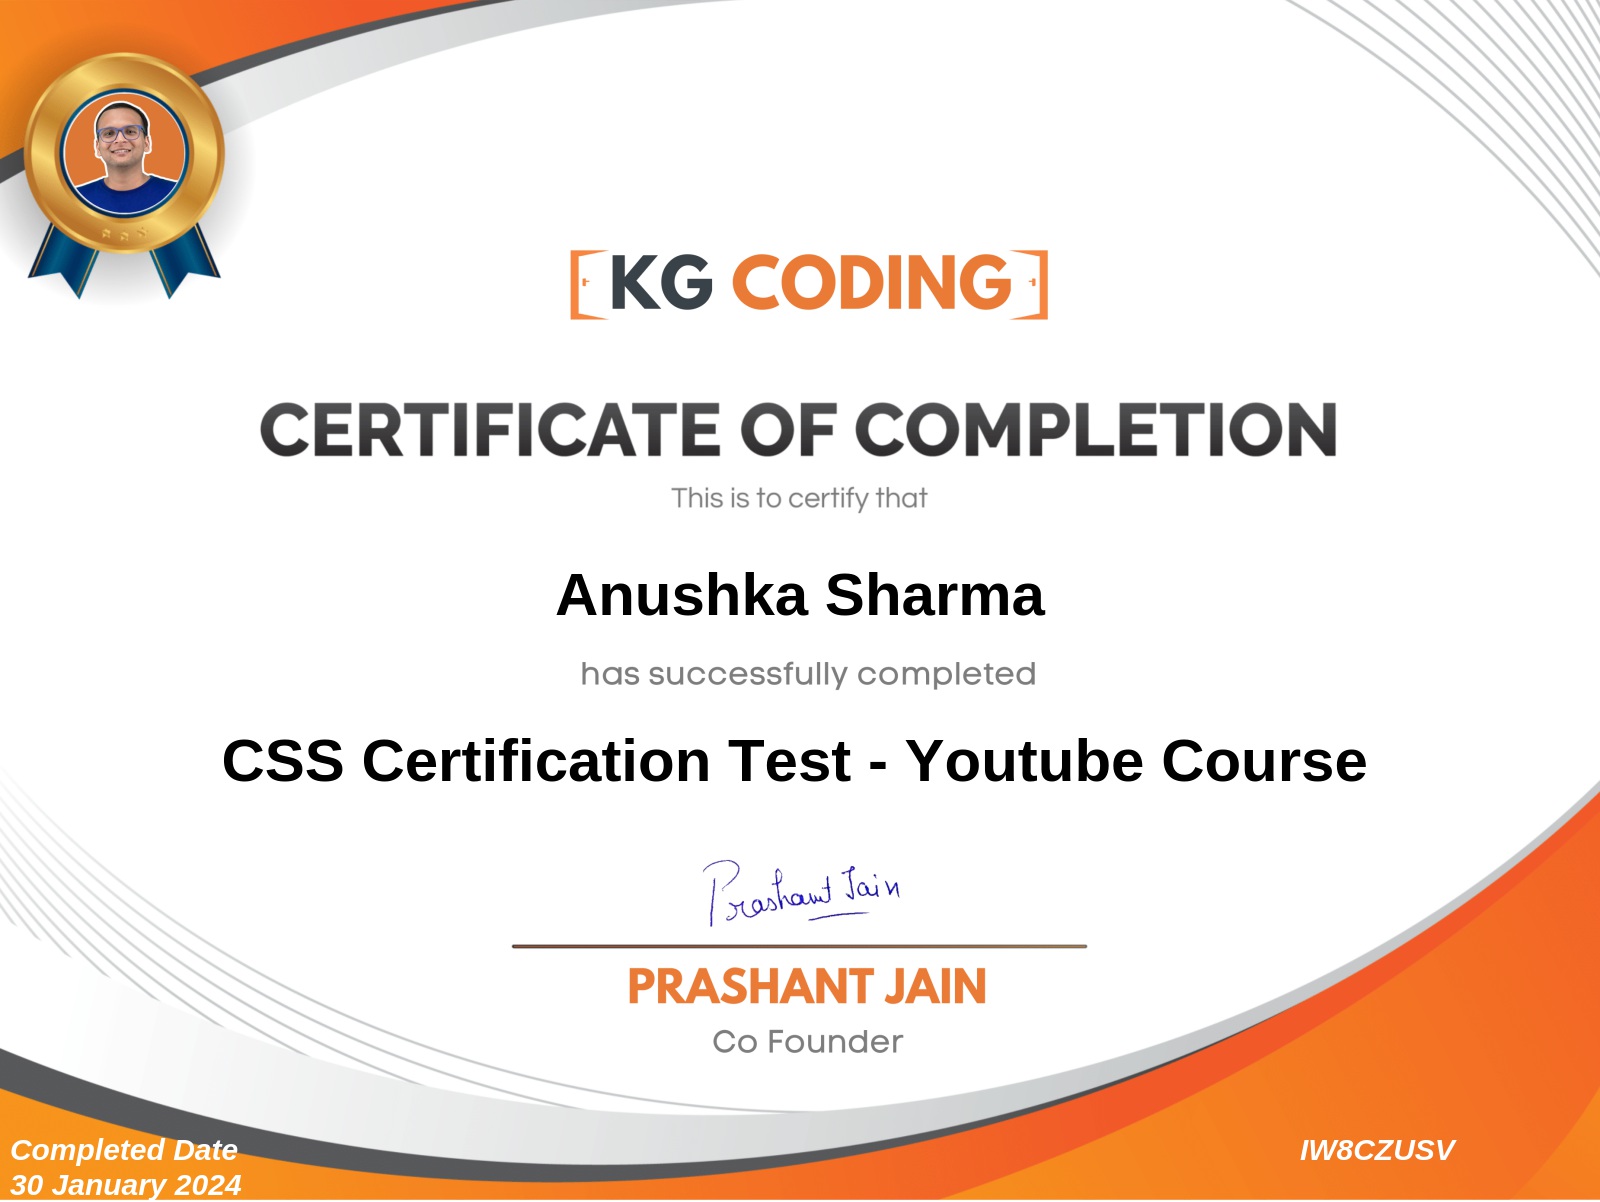 [KG CODING]
CERTIFICATE OF COMPLETION
This is to certify that
Anushka Sharma
has successfully completed
CSS Certification Test - Youtube Course
Prashant Jain
PRASHANT JAIN
Co Founder
Completed Date
30 January 2024
IW8CZUSV